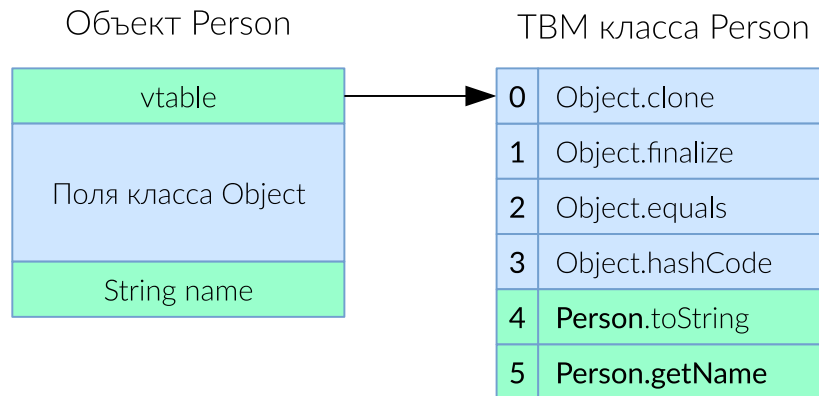 Объект Person
ТВМ класса Person
vtable
Поля класса Object
String name
0 Object.clone
1 Object.finalize
2 Object.equals
3 Object.hashCode
4 Person.toString
5 Person.getName